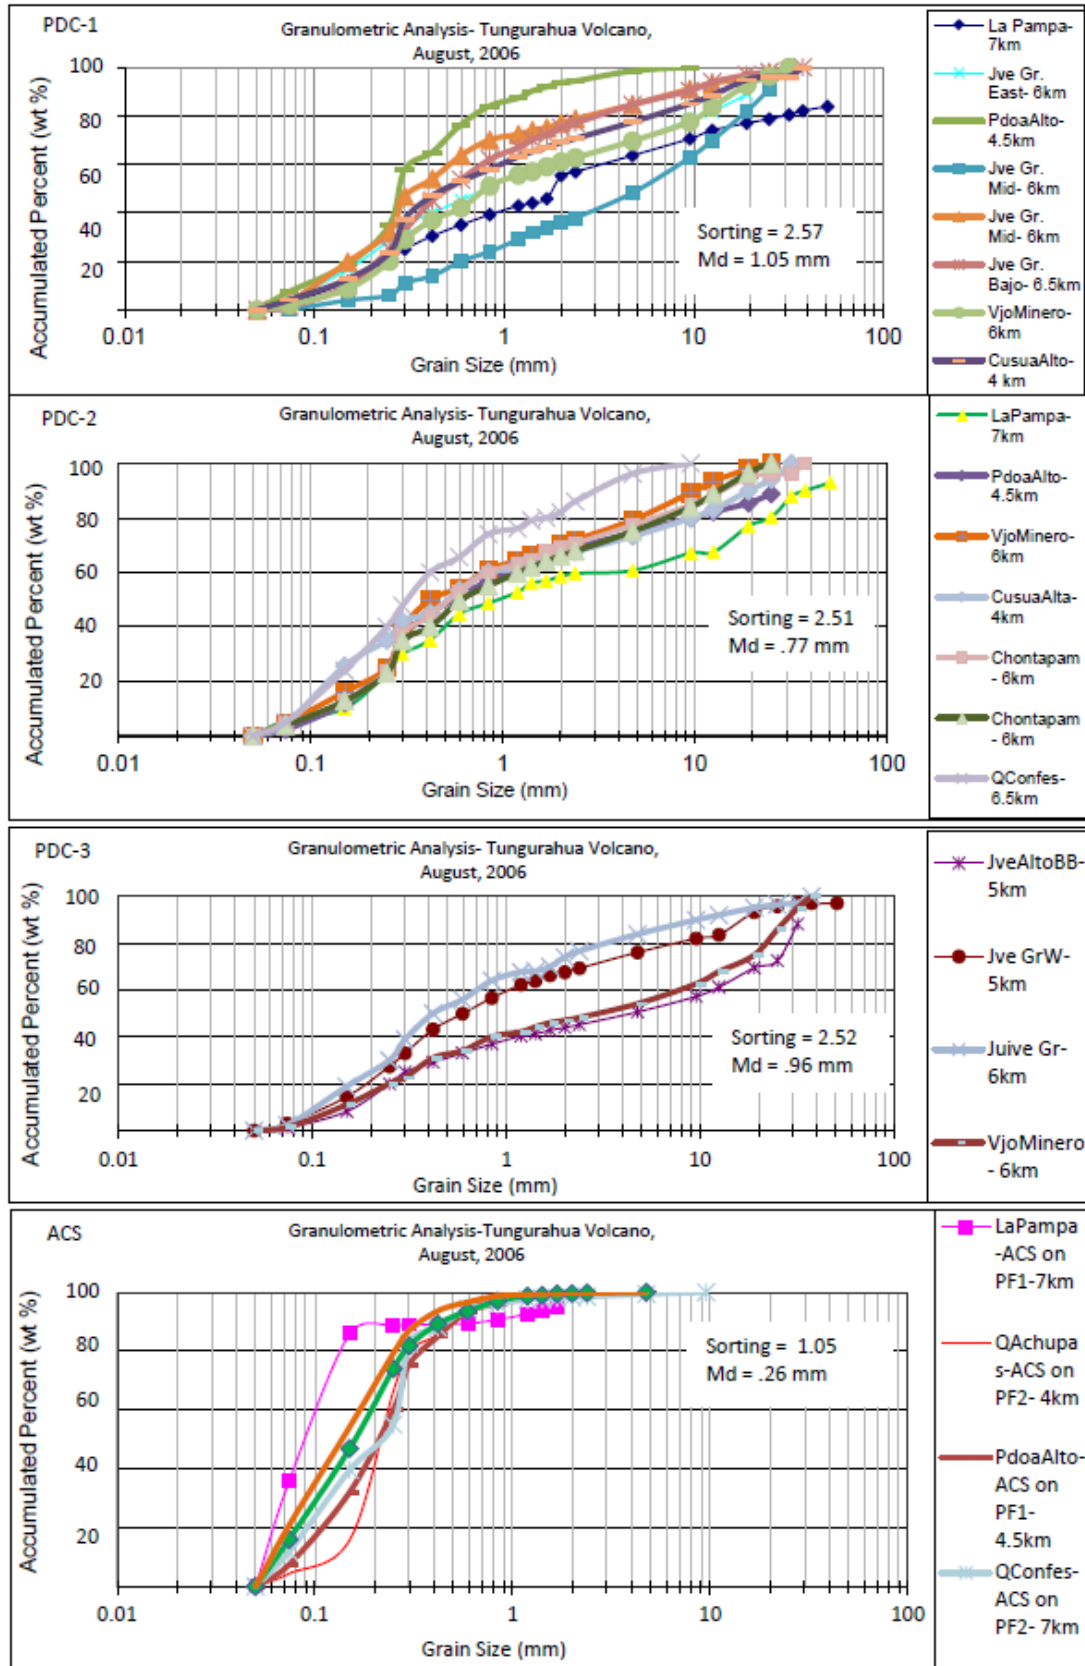 PDC-1
Granulometric Analysis- Tungurahua Volcano,
August, 2006
Accumulated Percent (wt %)
100
80
60
40
20
0.01
0.1
1
10
100
Grain Size (mm)
Sorting = 2.57
Md = 1.05 mm
La Pampa-
7km
Jve Gr.
East- 6km
PdoaAlto-
4.5km
Jve Gr.
Mid- 6km
Jve Gr.
Mid- 6km
Jve Gr.
Bajo- 6.5km
VjoMinero-
6km
CusuaAlto-
4 km
PDC-2
Granulometric Analysis- Tungurahua Volcano,
August, 2006
Accumulated Percent (wt %)
100
80
60
40
20
0.01
0.1
1
10
100
Grain Size (mm)
Sorting = 2.51
Md = .77 mm
LaPampa-
7km
PdoaAlto-
4.5km
VjoMinero-
6km
CusuaAlta-
4km
Chontapam
- 6km
Chontapam
- 6km
QConfes-
6.5km
PDC-3
Granulometric Analysis- Tungurahua Volcano,
August, 2006
Accumulated Percent (wt %)
100
80
60
40
20
0.01
0.1
1
10
100
Grain Size (mm)
Sorting = 2.52
Md = .96 mm
JveAltoBB-
5km
Jve GrW-
5km
Juive Gr-
6km
VjoMinero
- 6km
ACS
Granulometric Analysis-Tungurahua Volcano,
August, 2006
Accumulated Percent (wt %)
100
80
60
40
20
0.01
0.1
1
10
100
Grain Size (mm)
Sorting = 1.05
Md = .26 mm
LaPampa
-ACS on
PF1-7km
QAchupa
s-ACS on
PF2- 4km
PdoaAlto-
ACS on
PF1-
4.5km
QConfes-
ACS on
PF2- 7km